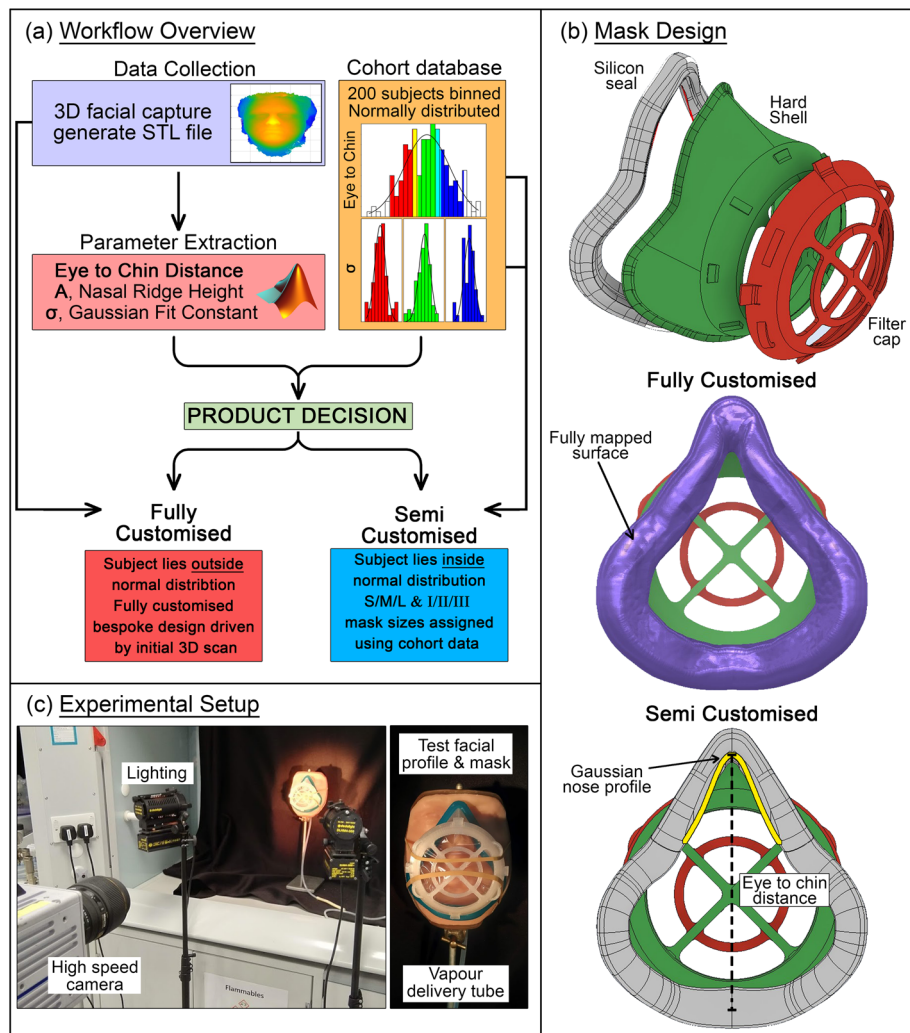 (a) Workflow Overview
Data Collection
3D facial capture
generate STL file
Cohort database
200 subjects binned
Normally distributed
Eye to Chin
σ
Parameter Extraction
Eye to Chin Distance
A, Nasal Ridge Height
σ, Gaussian Fit Constant
PRODUCT DECISION
Fully
Customised
Subject lies outside
normal distribtion
Fully customised
bespoke design driven
by initial 3D scan
Semi
Customised
Subject lies inside
normal distribution
S/M/L & I/II/III
mask sizes assigned
using cohort data
(b) Mask Design
Silicon
seal
Hard
Shell
Filter
cap
Fully Customised
Fully mapped
surface
Semi Customised
Gaussian
nose profile
Eye to chin
distance
(c) Experimental Setup
Lighting
High speed
camera
Flammables
Test facial
profile & mask
Vapour
delivery tube